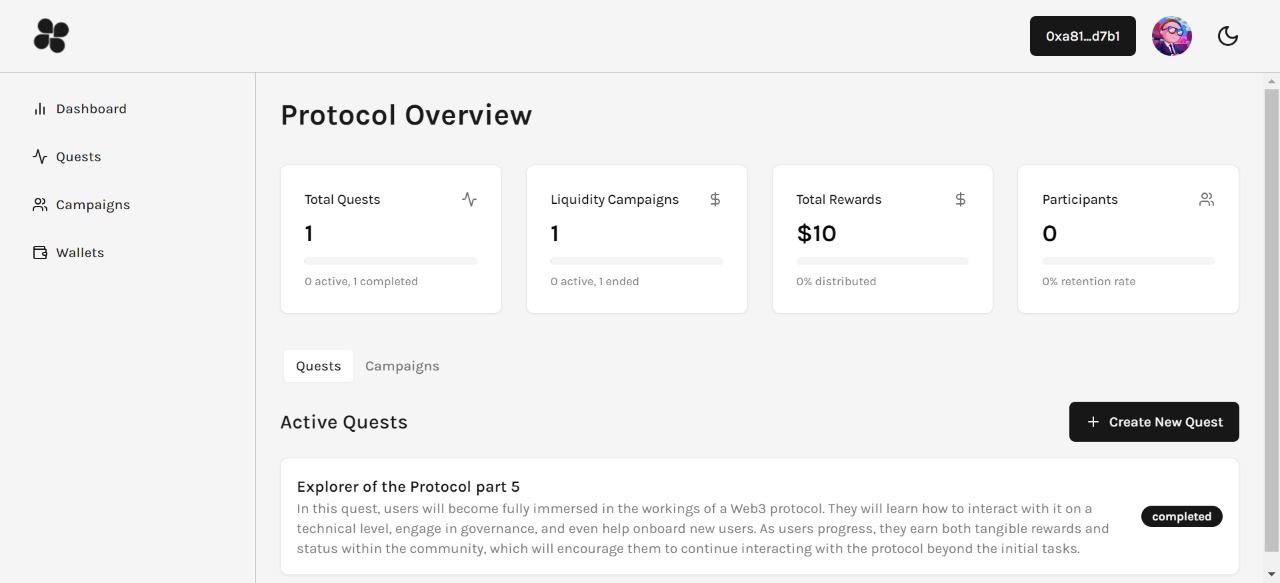 0xa81...d7b1
Dashboard
Quests
Campaigns
Wallets
Protocol Overview
Total Quests
1
0 active, 1 completed
Liquidity Campaigns
1
0 active, 1 ended
Total Rewards
$10
0% distributed
Participants
0
0% retention rate
Quests
Campaigns
Active Quests
Create New Quest
Explorer of the Protocol part 5
In this quest, users will become fully immersed in the workings of a Web3 protocol. They will learn how to interact with it on a
technical level, engage in governance, and even help onboard new users. As users progress, they earn both tangible rewards and
status within the community, which will encourage them to continue interacting with the protocol beyond the initial tasks.
completed